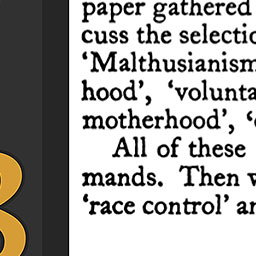 paper gathered
cuss the selectio
‘Malthusianism
hood’, ‘volunta
motherhood’, ‘
All of these
mands. Then
‘race control’ an